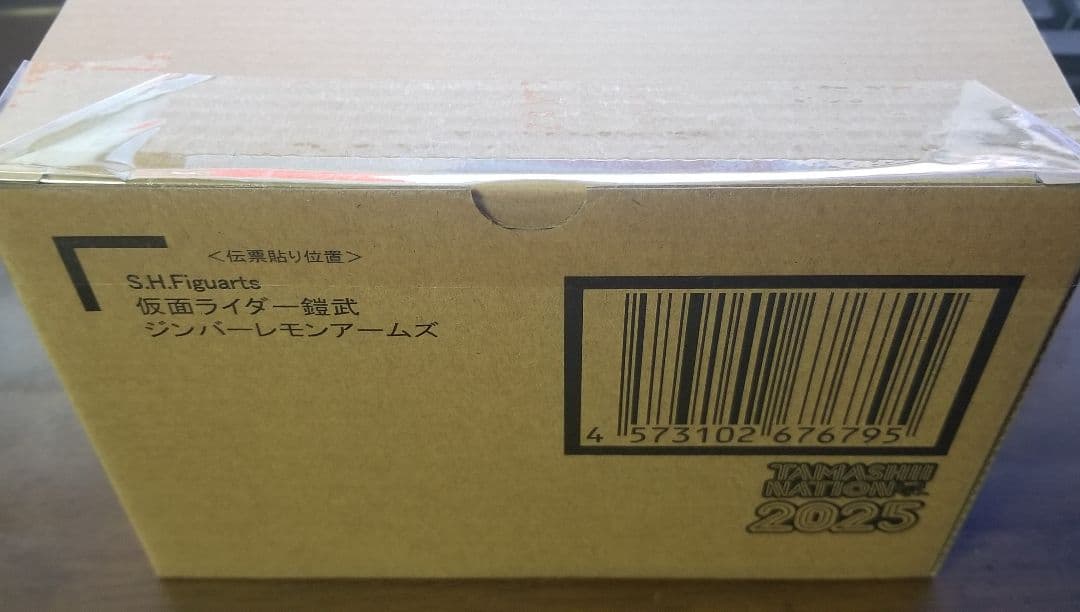 ＜伝票貼り位置＞
S.H.Figuarts
仮面ライダー鎧武
ジンバーレモンアームズ
4 573102 676795
TAMASHII
NATION
2025